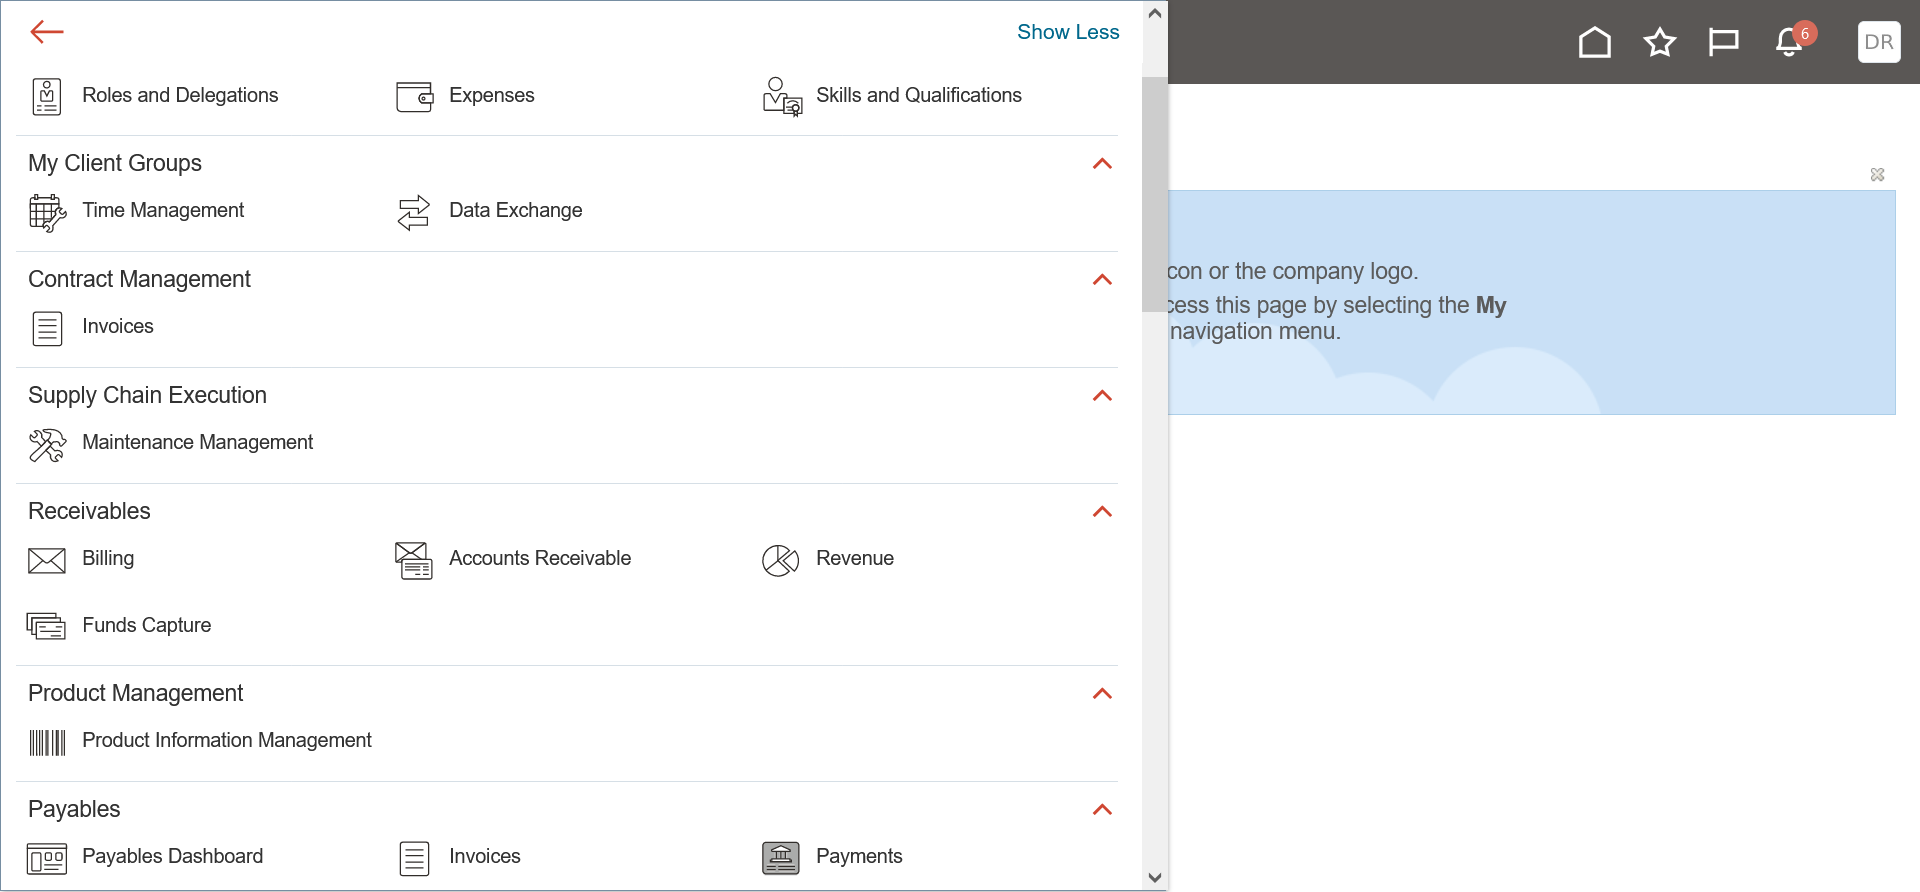 Show Less
6
DR
Roles and Delegations
Expenses
Skills and Qualifications
My Client Groups
Time Management
Data Exchange
Contract Management
Invoices
Supply Chain Execution
Maintenance Management
Receivables
Billing
Accounts Receivable
Revenue
Funds Capture
Product Management
Product Information Management
Payables
Payables Dashboard
Invoices
Payments
con or the company logo.
cess this page by selecting the My
navigation menu.